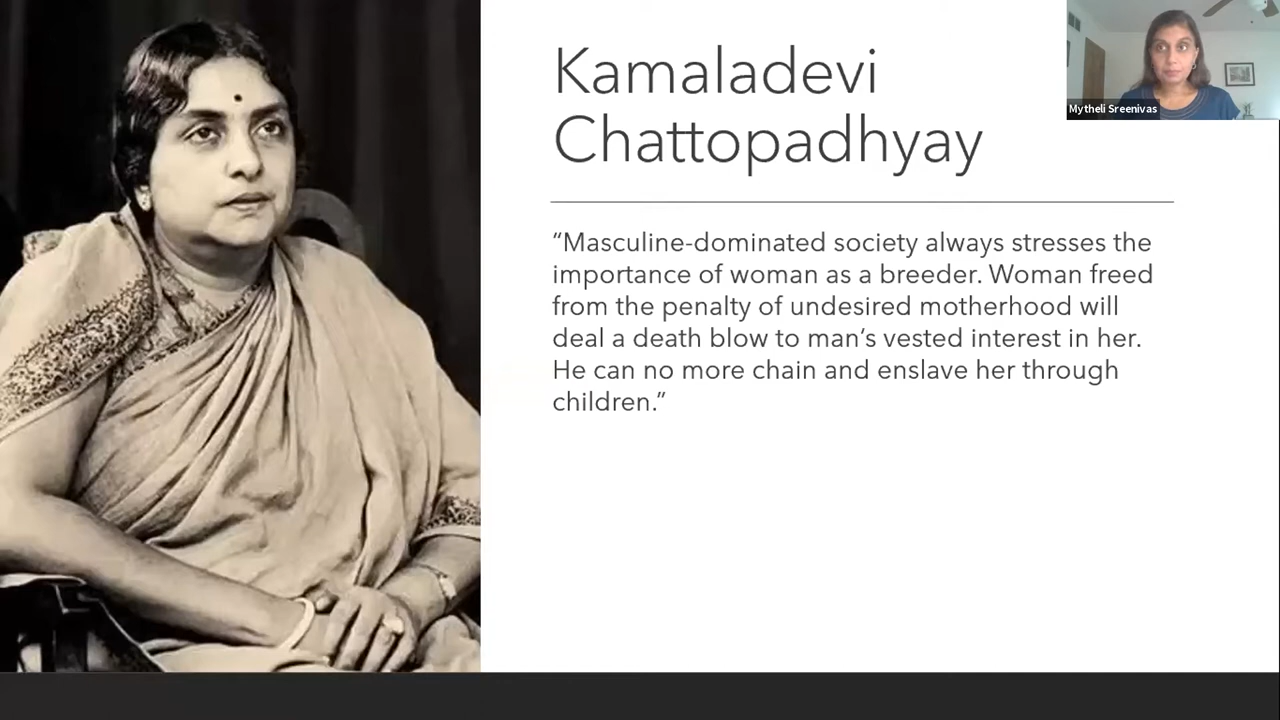 Kamaladevi
Chattopadhyay
Mytheli Sreenivas
“Masculine-dominated society always stresses the
importance of woman as a breeder. Woman freed
from the penalty of undesired motherhood will
deal a death blow to man’s vested interest in her.
He can no more chain and enslave her through
children.”